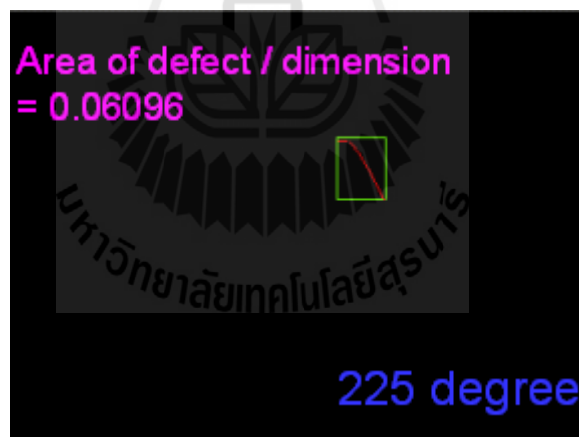 Area of defect / dimension
= 0.06096
มหาวิทยาลัยเทคโนโลยีสุรนารี
225 degree